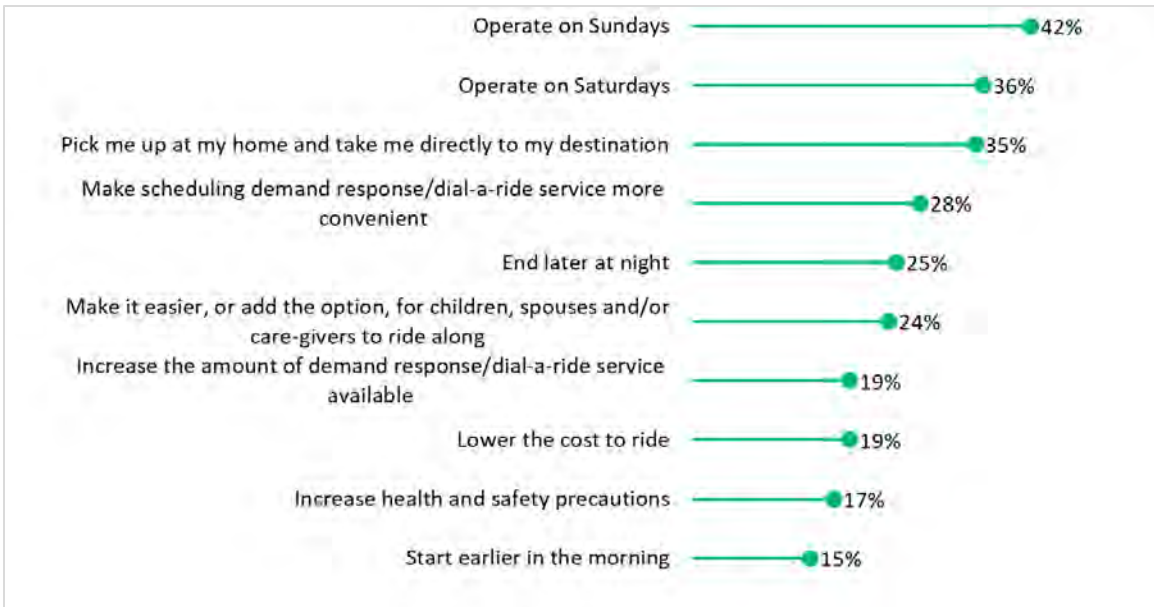 Operate on Sundays 42%
Operate on Saturdays 36%
Pick me up at my home and take me directly to my destination 35%
Make scheduling demand response/dial-a-ride service more
convenient 28%
End later at night 25%
Make it easier, or add the option, for children, spouses and/or
care-givers to ride along 24%
Increase the amount of demand response/dial-a-ride service
available 19%
Lower the cost to ride 19%
Increase health and safety precautions 17%
Start earlier in the morning 15%